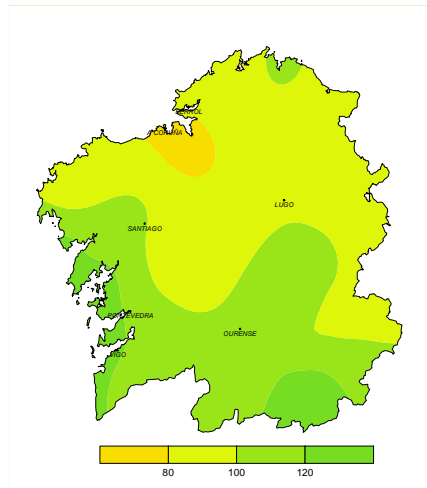 FERROL
A CORUÑA
LUGO
SANTIAGO
PONTEVEDRA
OURENSE
VIGO
80 100 120